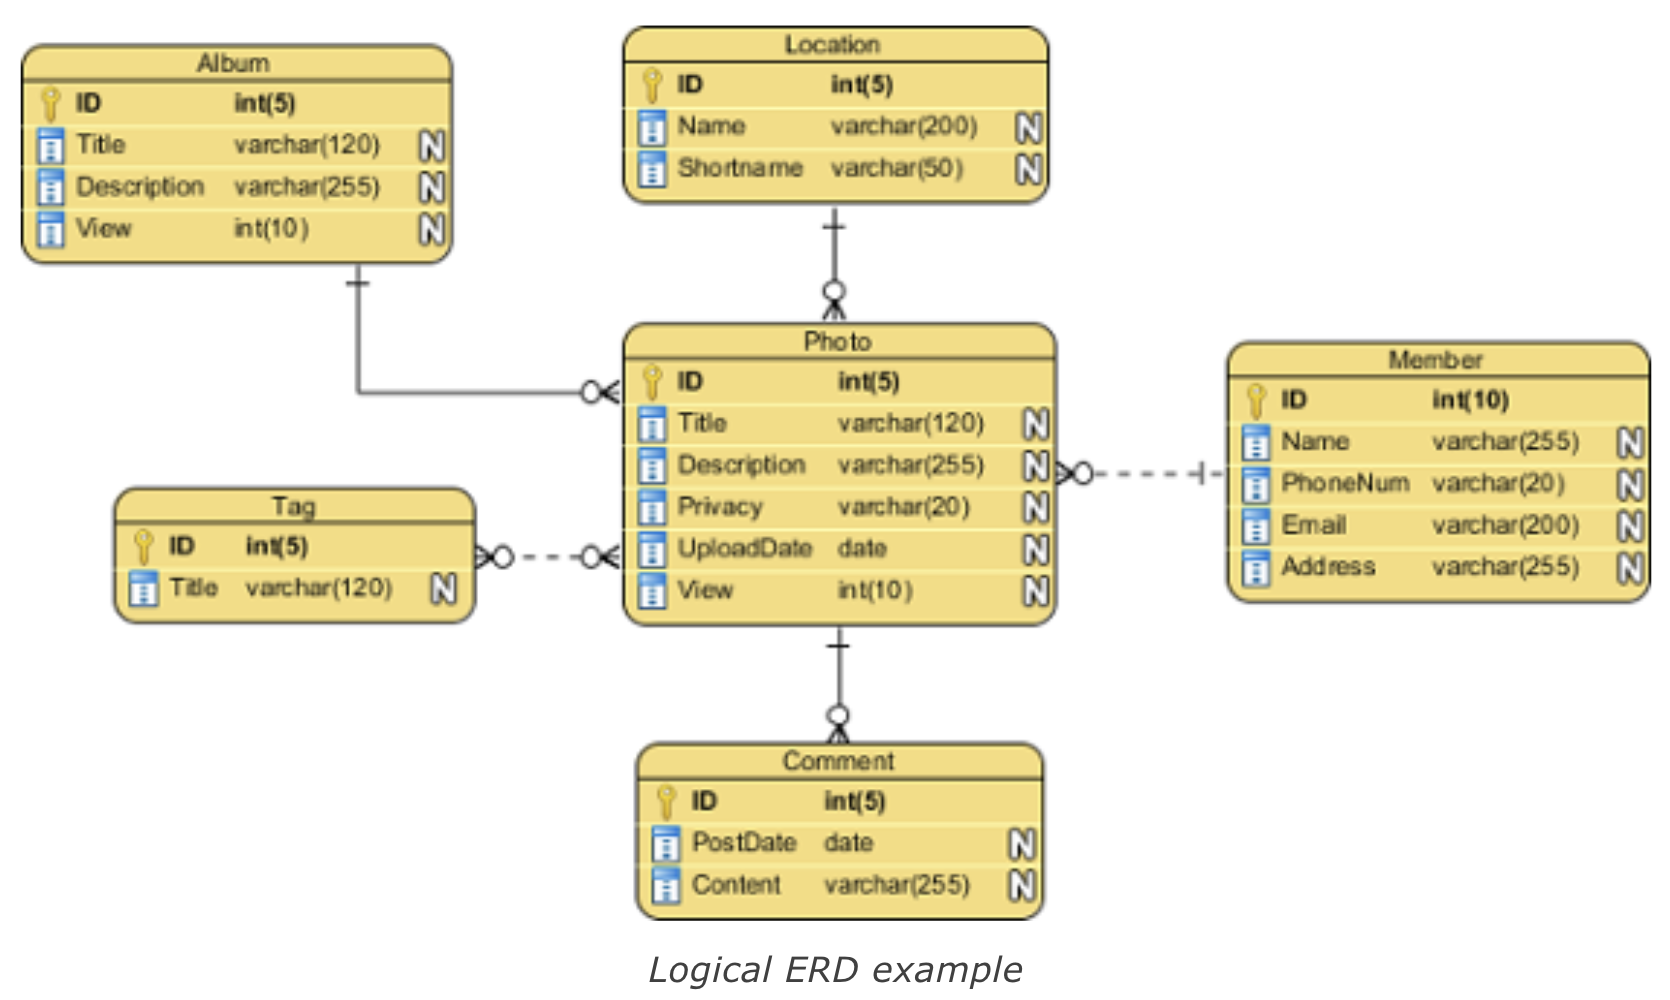 Album
ID int(5)
Title varchar(120) N
Description varchar(255) N
View int(10) N
Location
ID int(5)
Name varchar(200) N
Shortname varchar(50) N
Photo
ID int(5)
Title varchar(120) N
Description varchar(255) N
Privacy varchar(20) N
UploadDate date N
View int(10) N
Member
ID int(10)
Name varchar(255) N
PhoneNum varchar(20) N
Email varchar(200) N
Address varchar(255) N
Tag
ID int(5)
Title varchar(120) N
Comment
ID int(5)
PostDate date N
Content varchar(255) N
Logical ERD example